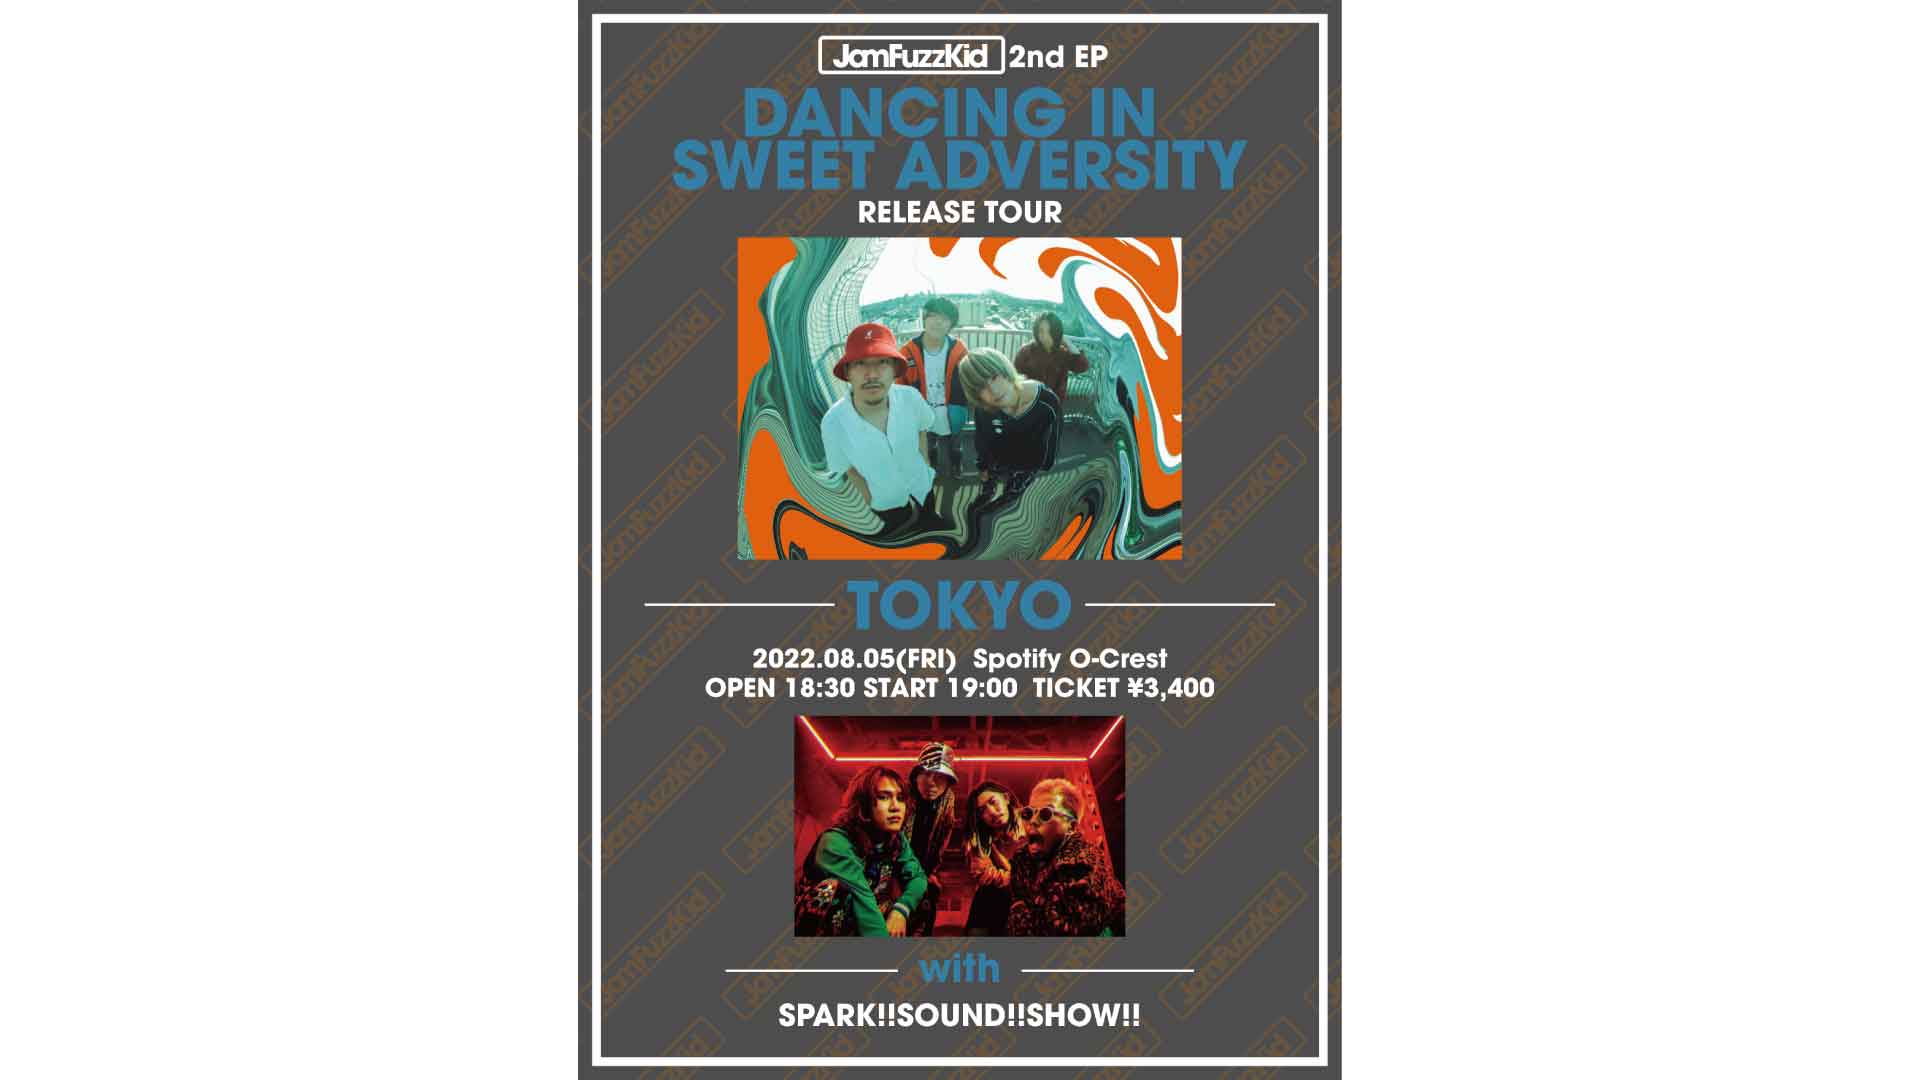 JamFuzzKid 2nd EP
DANCING IN
SWEET ADVERSITY
RELEASE TOUR
TOKYO
2022.08.05(FRI) Spotify O-Crest
OPEN 18:30 START 19:00 TICKET ¥3,400
with
SPARK!!SOUND!!SHOW!!